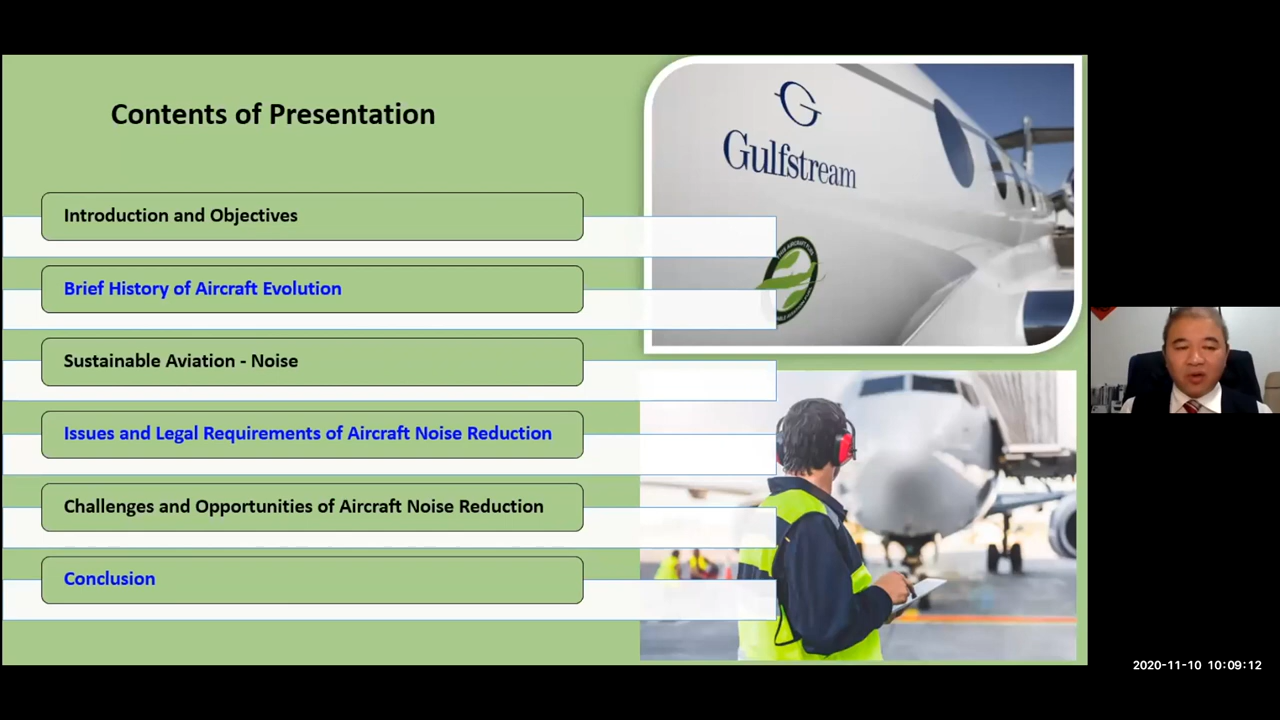 Contents of Presentation
Introduction and Objectives
Brief History of Aircraft Evolution
Sustainable Aviation - Noise
Issues and Legal Requirements of Aircraft Noise Reduction
Challenges and Opportunities of Aircraft Noise Reduction
Conclusion
G
Gulfstream
2020-11-10 10:09:12